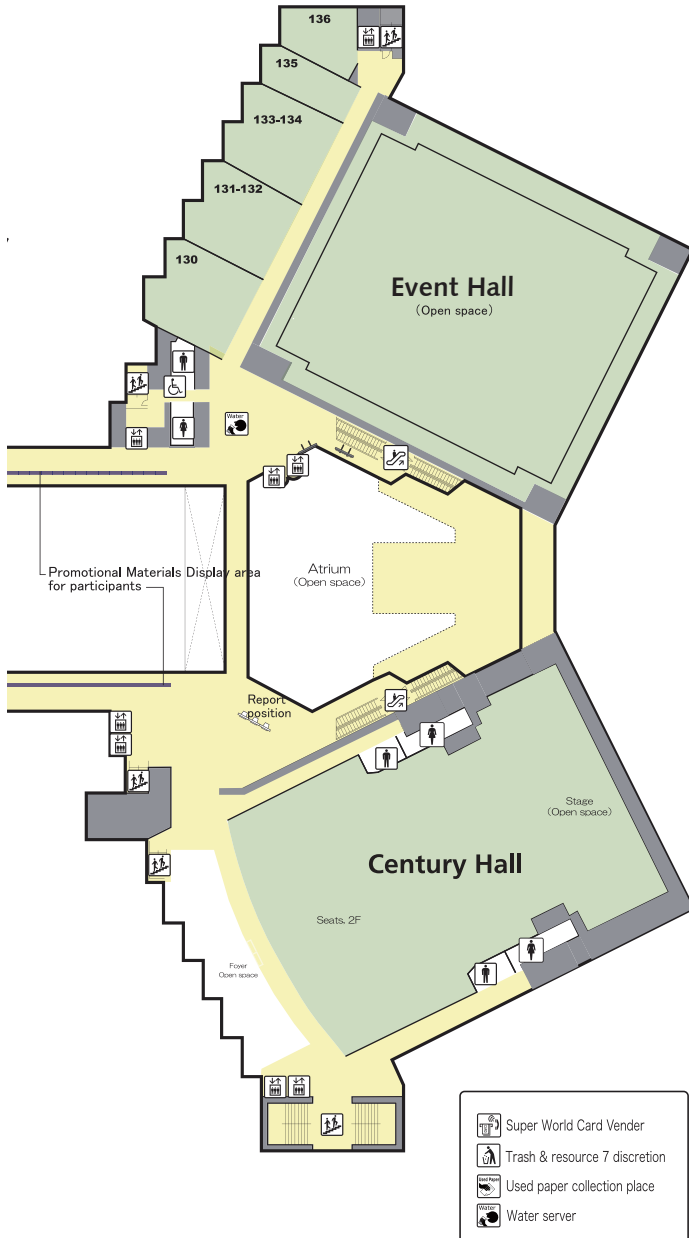 136
135
133-134
131-132
130
Event Hall
(Open space)
Water
Promotional Materials Display area
for participants
Atrium
(Open space)
Report
position
Stage
(Open space)
Century Hall
Seats. 2F
Foyer
Open space
Super World Card Vender
Trash & resource 7 discretion
Used Paper
Used paper collection place
Water
Water server